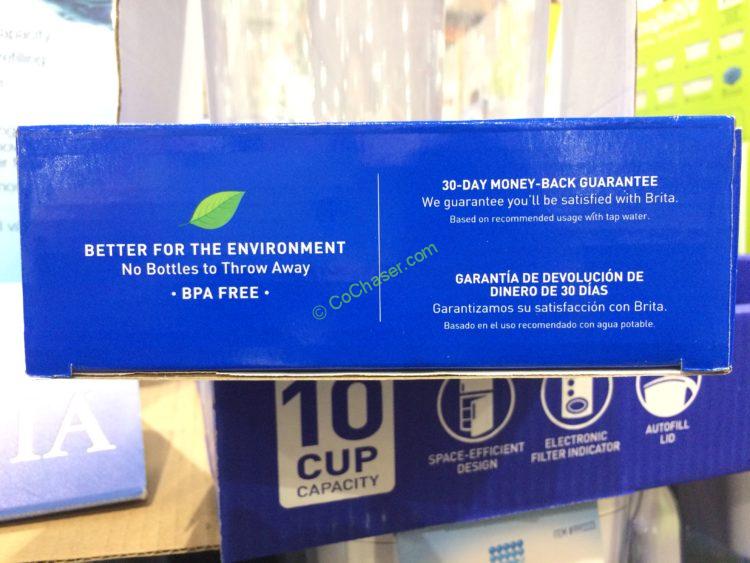 BETTER FOR THE ENVIRONMENT
No Bottles to Throw Away
• BPA FREE •
30-DAY MONEY-BACK GUARANTEE
We guarantee you'll be satisfied with Brita.
Based on recommended usage with tap water.
GARANTÍA DE DEVOLUCIÓN DE
DINERO DE 30 DÍAS
Garantizamos su satisfacción con Brita.
Basado en el uso recomendado con agua potable.
© CoChaser.com
10
CUP
CAPACITY
SPACE-EFFICIENT
DESIGN
ELECTRONIC
FILTER INDICATOR
AUTOFILL
LID